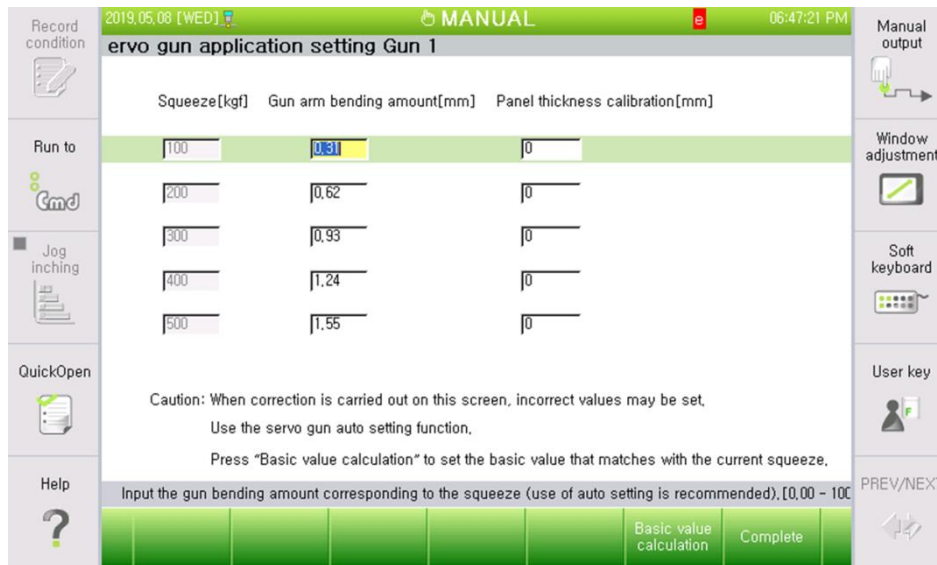 2019,05,08 [WED]
MANUAL
e
06:47:21 PM
ervo gun application setting Gun 1
Record
condition
Run to
Cmd
Jog
inching
QuickOpen
Help
?
Squeeze[kgf] Gun arm bending amount[mm] Panel thickness calibration[mm]
100 0,31 0
200 0,62 0
300 0,93 0
400 1,24 0
500 1,55 0
Caution: When correction is carried out on this screen, incorrect values may be set,
Use the servo gun auto setting function,
Press "Basic value calculation" to set the basic value that matches with the current squeeze,
Input the gun bending amount corresponding to the squeeze (use of auto setting is recommended),[0,00 - 100
Basic value
calculation
Complete
Manual
output
Window
adjustment
Soft
keyboard
User key
F
PREV/NEXT